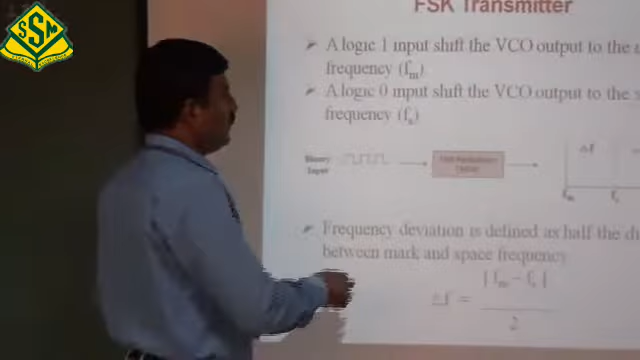 SSM
FSK Transmitter
➤ A logic 1 input shift the VCO output to the
frequency (fm)
➤ A logic 0 input shift the VCO output to the
frequency (fs)
Binary
Input
Δf
fm fs
➤ Frequency deviation is defined as half the
between mark and space frequency
Δf = | fm – fs |
2